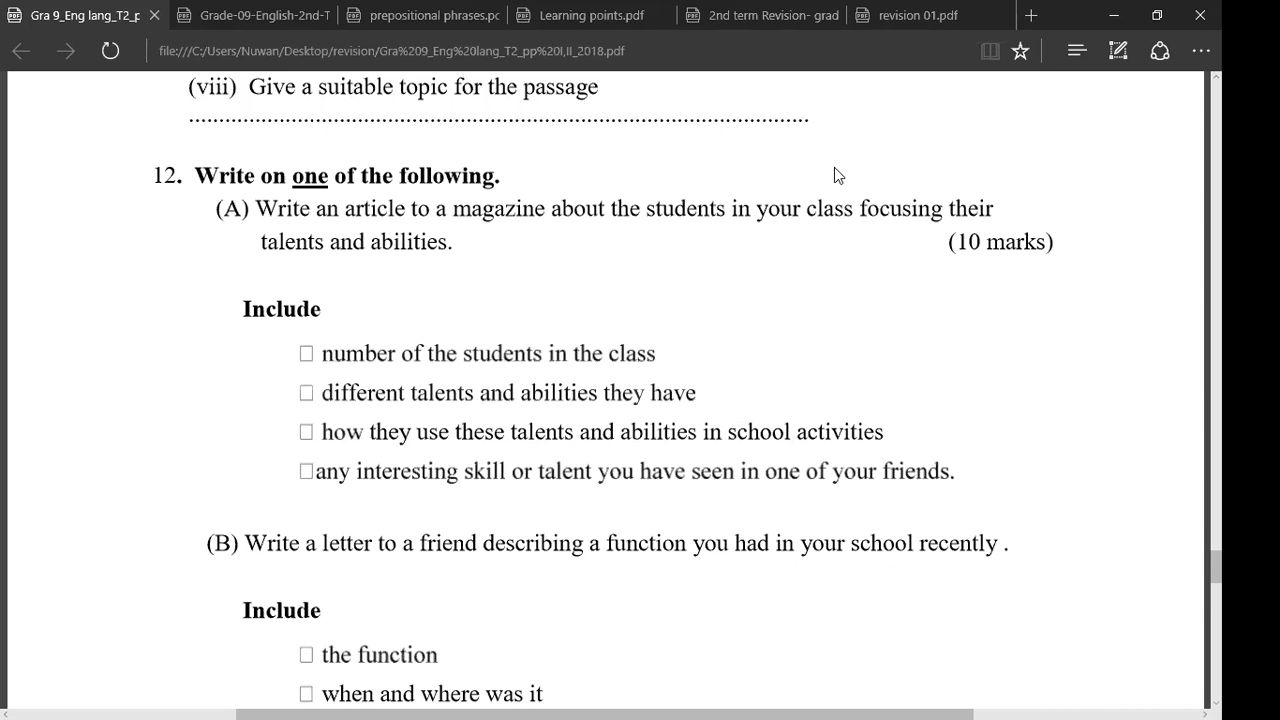 Gra 9_Eng lang_T2_p
Grade-09-English-2nd-T
prepositional phrases.pc
Learning points.pdf
2nd term Revision- grad
revision 01.pdf
file:///C:/Users/Nuwan/Desktop/revision/Gra%209_Eng%20lang_T2_pp%20I,II_2018.pdf
(viii) Give a suitable topic for the passage
........................................................................................................
12. Write on one of the following.
(A) Write an article to a magazine about the students in your class focusing their
talents and abilities. (10 marks)
Include
□ number of the students in the class
□ different talents and abilities they have
□ how they use these talents and abilities in school activities
□any interesting skill or talent you have seen in one of your friends.
(B) Write a letter to a friend describing a function you had in your school recently .
Include
□ the function
□ when and where was it